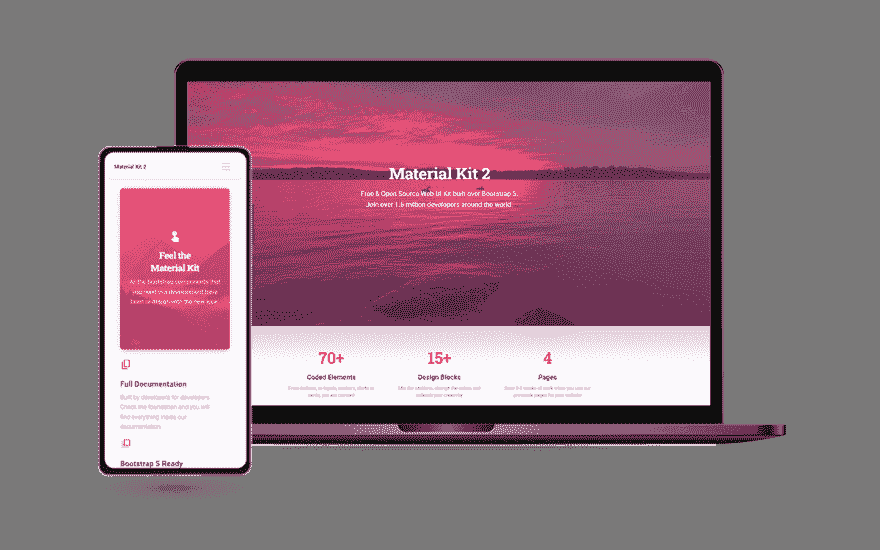 Material Kit 2
Free & Open Source Web UI Kit built over Bootstrap 5.
Join over 1.6 million developers around the world
70+
Coded Elements
15+
Design Blocks
4
Pages
Material Kit 2
Feel the
Material Kit
All the Bootstrap components that
you need in a development have
been re-design with the new look.
Full Documentation
Built by developers for developers.
Check the foundation and you will
find everything inside our
documentation
Bootstrap 5 Ready